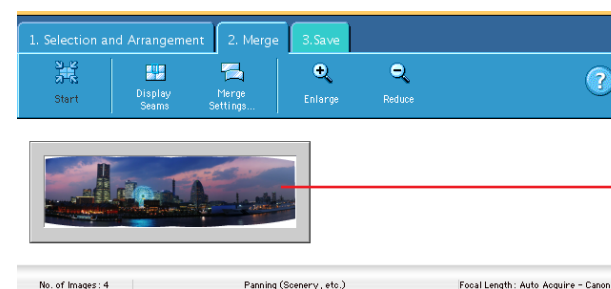 1. Selection and Arrangement
2. Merge
3.Save
Start
Display
Seams
Merge
Settings...
Enlarge
Reduce
?
No. of Images: 4
Panning (Scenery, etc.)
Focal Length: Auto Acquire - Canon